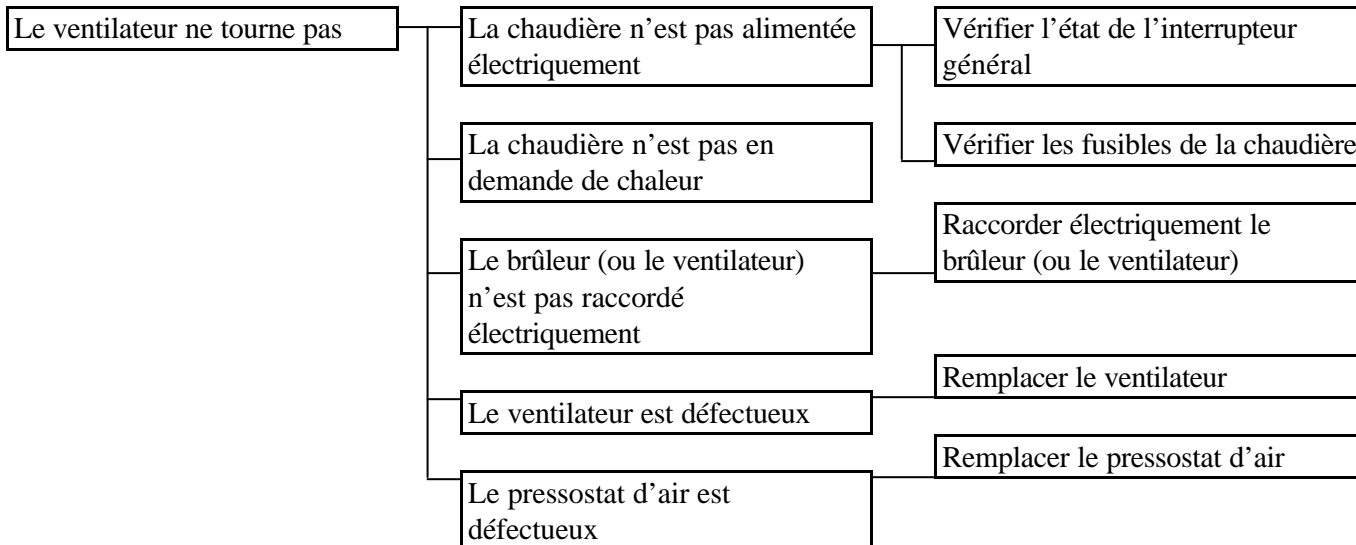 Le ventilateur ne tourne pas
La chaudière n’est pas alimentée
électriquement
Vérifier l’état de l’interrupteur
général
Vérifier les fusibles de la chaudière
La chaudière n’est pas en
demande de chaleur
Le brûleur (ou le ventilateur)
n’est pas raccordé
électriquement
Raccorder électriquement le
brûleur (ou le ventilateur)
Le ventilateur est défectueux
Remplacer le ventilateur
Le pressostat d’air est
défectueux
Remplacer le pressostat d’air